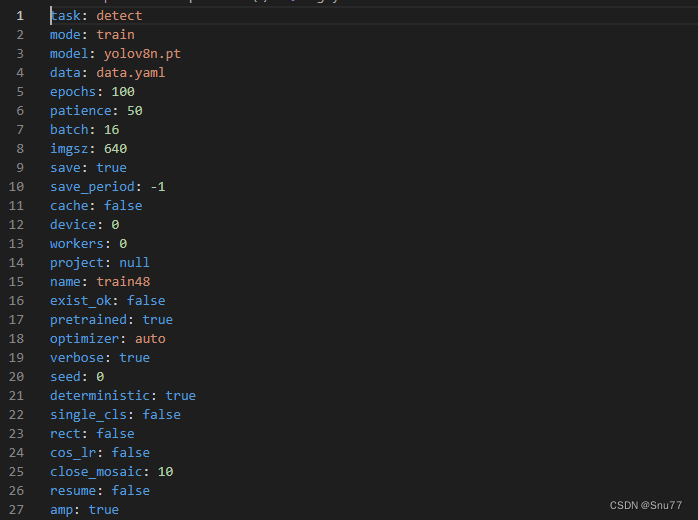 1 task: detect
2 mode: train
3 model: yolov8n.pt
4 data: data.yaml
5 epochs: 100
6 patience: 50
7 batch: 16
8 imgsz: 640
9 save: true
10 save_period: -1
11 cache: false
12 device: 0
13 workers: 0
14 project: null
15 name: train48
16 exist_ok: false
17 pretrained: true
18 optimizer: auto
19 verbose: true
20 seed: 0
21 deterministic: true
22 single_cls: false
23 rect: false
24 cos_lr: false
25 close_mosaic: 10
26 resume: false
27 amp: true
CSDN @Snu77